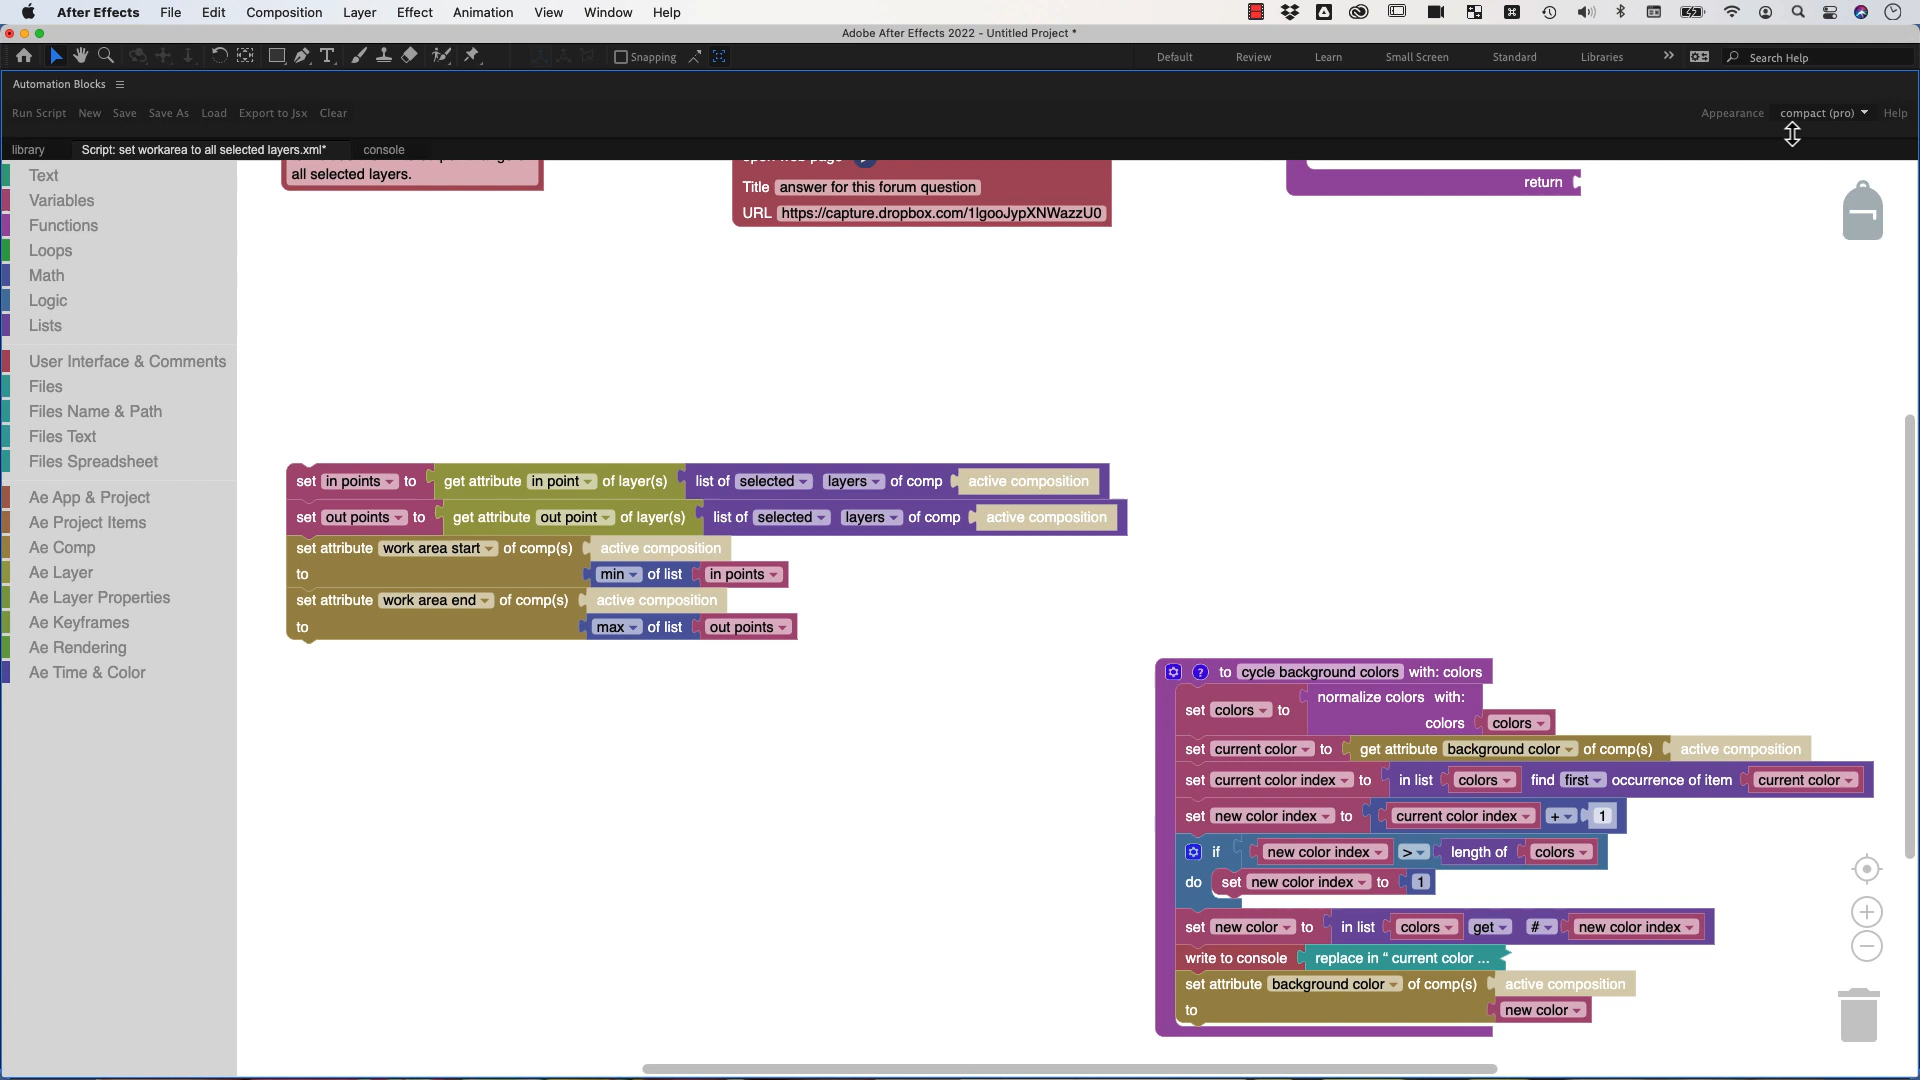 After Effects File Edit Composition Layer Effect Animation View Window Help
Adobe After Effects 2022 - Untitled Project *
Snapping Default Review Learn Small Screen Standard Libraries Search Help
Automation Blocks
Run Script New Save Save As Load Export to Jsx Clear Appearance compact (pro) Help
library Script: set workarea to all selected layers.xml* console
Text
Variables
Functions
Loops
Math
Logic
Lists
User Interface & Comments
Files
Files Name & Path
Files Text
Files Spreadsheet
Ae App & Project
Ae Project Items
Ae Comp
Ae Layer
Ae Layer Properties
Ae Keyframes
Ae Rendering
Ae Time & Color
all selected layers.
Title answer for this forum question
URL https://capture.dropbox.com/1lgooJypXNWazzU0
return
set in points to get attribute in point of layer(s) list of selected layers of comp active composition
set out points to get attribute out point of layer(s) list of selected layers of comp active composition
set attribute work area start of comp(s) active composition
to min of list in points
set attribute work area end of comp(s) active composition
to max of list out points
? to cycle background colors with: colors
set colors to normalize colors with:
colors colors
set current color to get attribute background color of comp(s) active composition
set current color index to in list colors find first occurrence of item current color
set new color index to current color index + 1
if new color index > length of colors
do set new color index to 1
set new color to in list colors get # new color index
write to console replace in “ current color ...
set attribute background color of comp(s) active composition
to new color